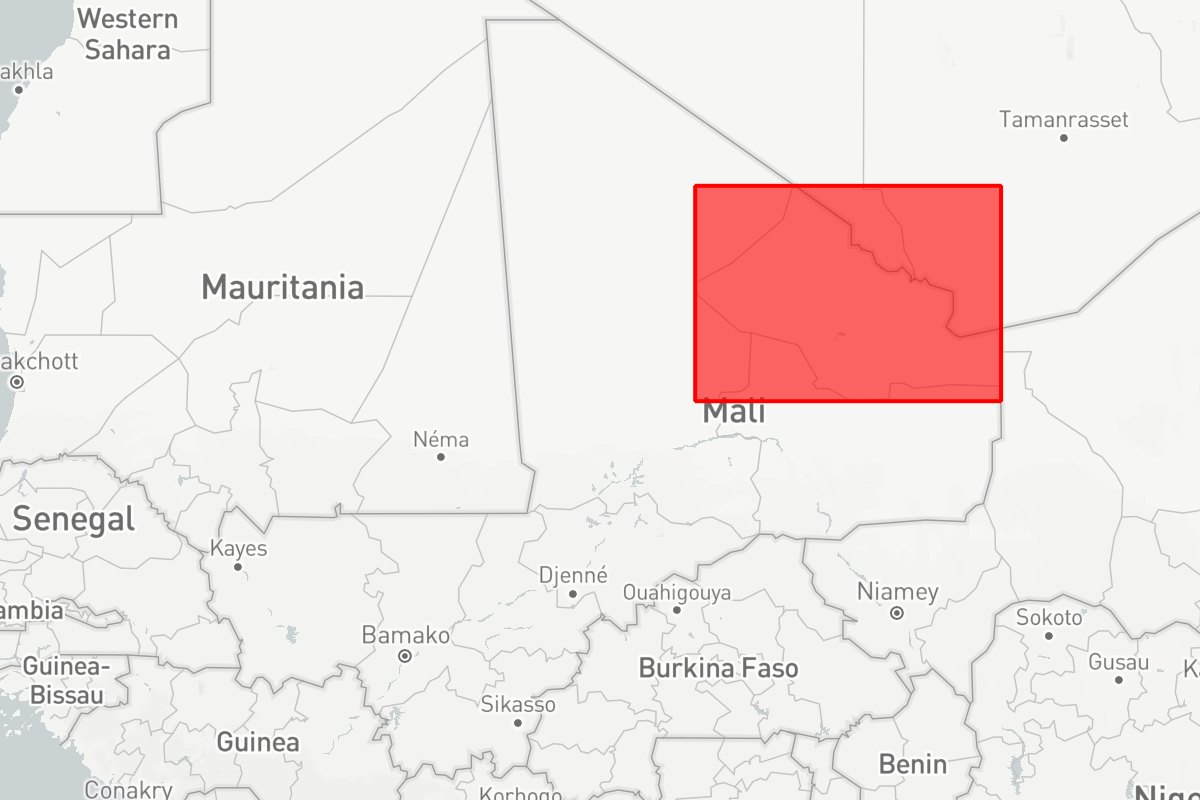 Western
Sahara
akhla
Tamanrasset
Mauritania
akchott
Mali
Néma
Senegal
Kayes
Djenné
Ouahigouya
Niamey
ambia
Sokoto
Bamako
Guinea-
Bissau
Burkina Faso
Gusau
K
Sikasso
Guinea
Benin
Conakry
Korhogo
Nige